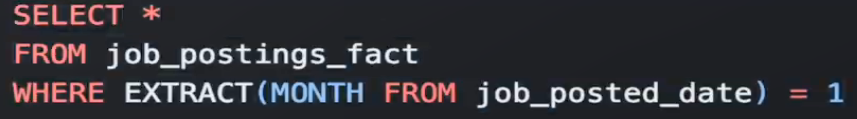 SELECT *
FROM job_postings_fact
WHERE EXTRACT(MONTH FROM job_posted_date) = 1